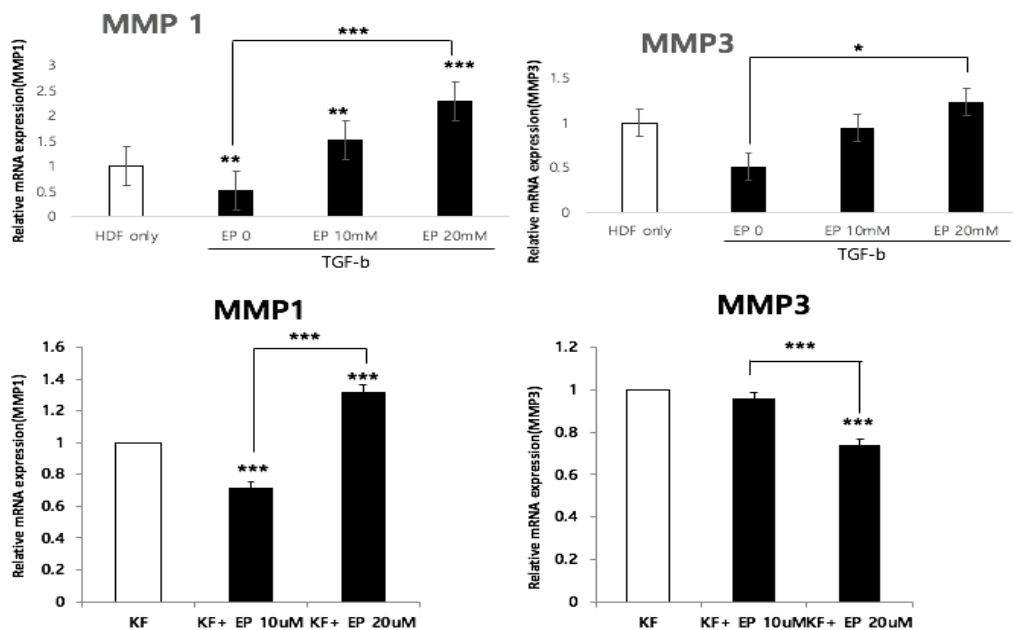 MMP 1
***
Relative mRNA expression(MMP1)
3
2.5
2
1.5
1
0.5
0
**
**
***
HDF only
EP 0
EP 10mM
EP 20mM
TGF-b
MMP3
*
Relative mRNA expression(MMP3)
1.5
1
0.5
0
HDF only
EP 0
EP 10mM
EP 20mM
TGF-b
MMP1
***
Relative mRNA expression(MMP1)
1.6
1.4
1.2
1
0.8
0.6
0.4
0.2
0
***
***
KF
KF+ EP 10uM
KF+ EP 20uM
MMP3
***
Relative mRNA expression(MMP3)
1.2
1
0.8
0.6
0.4
0.2
0
***
KF
KF+ EP 10uM
KF+ EP 20uM